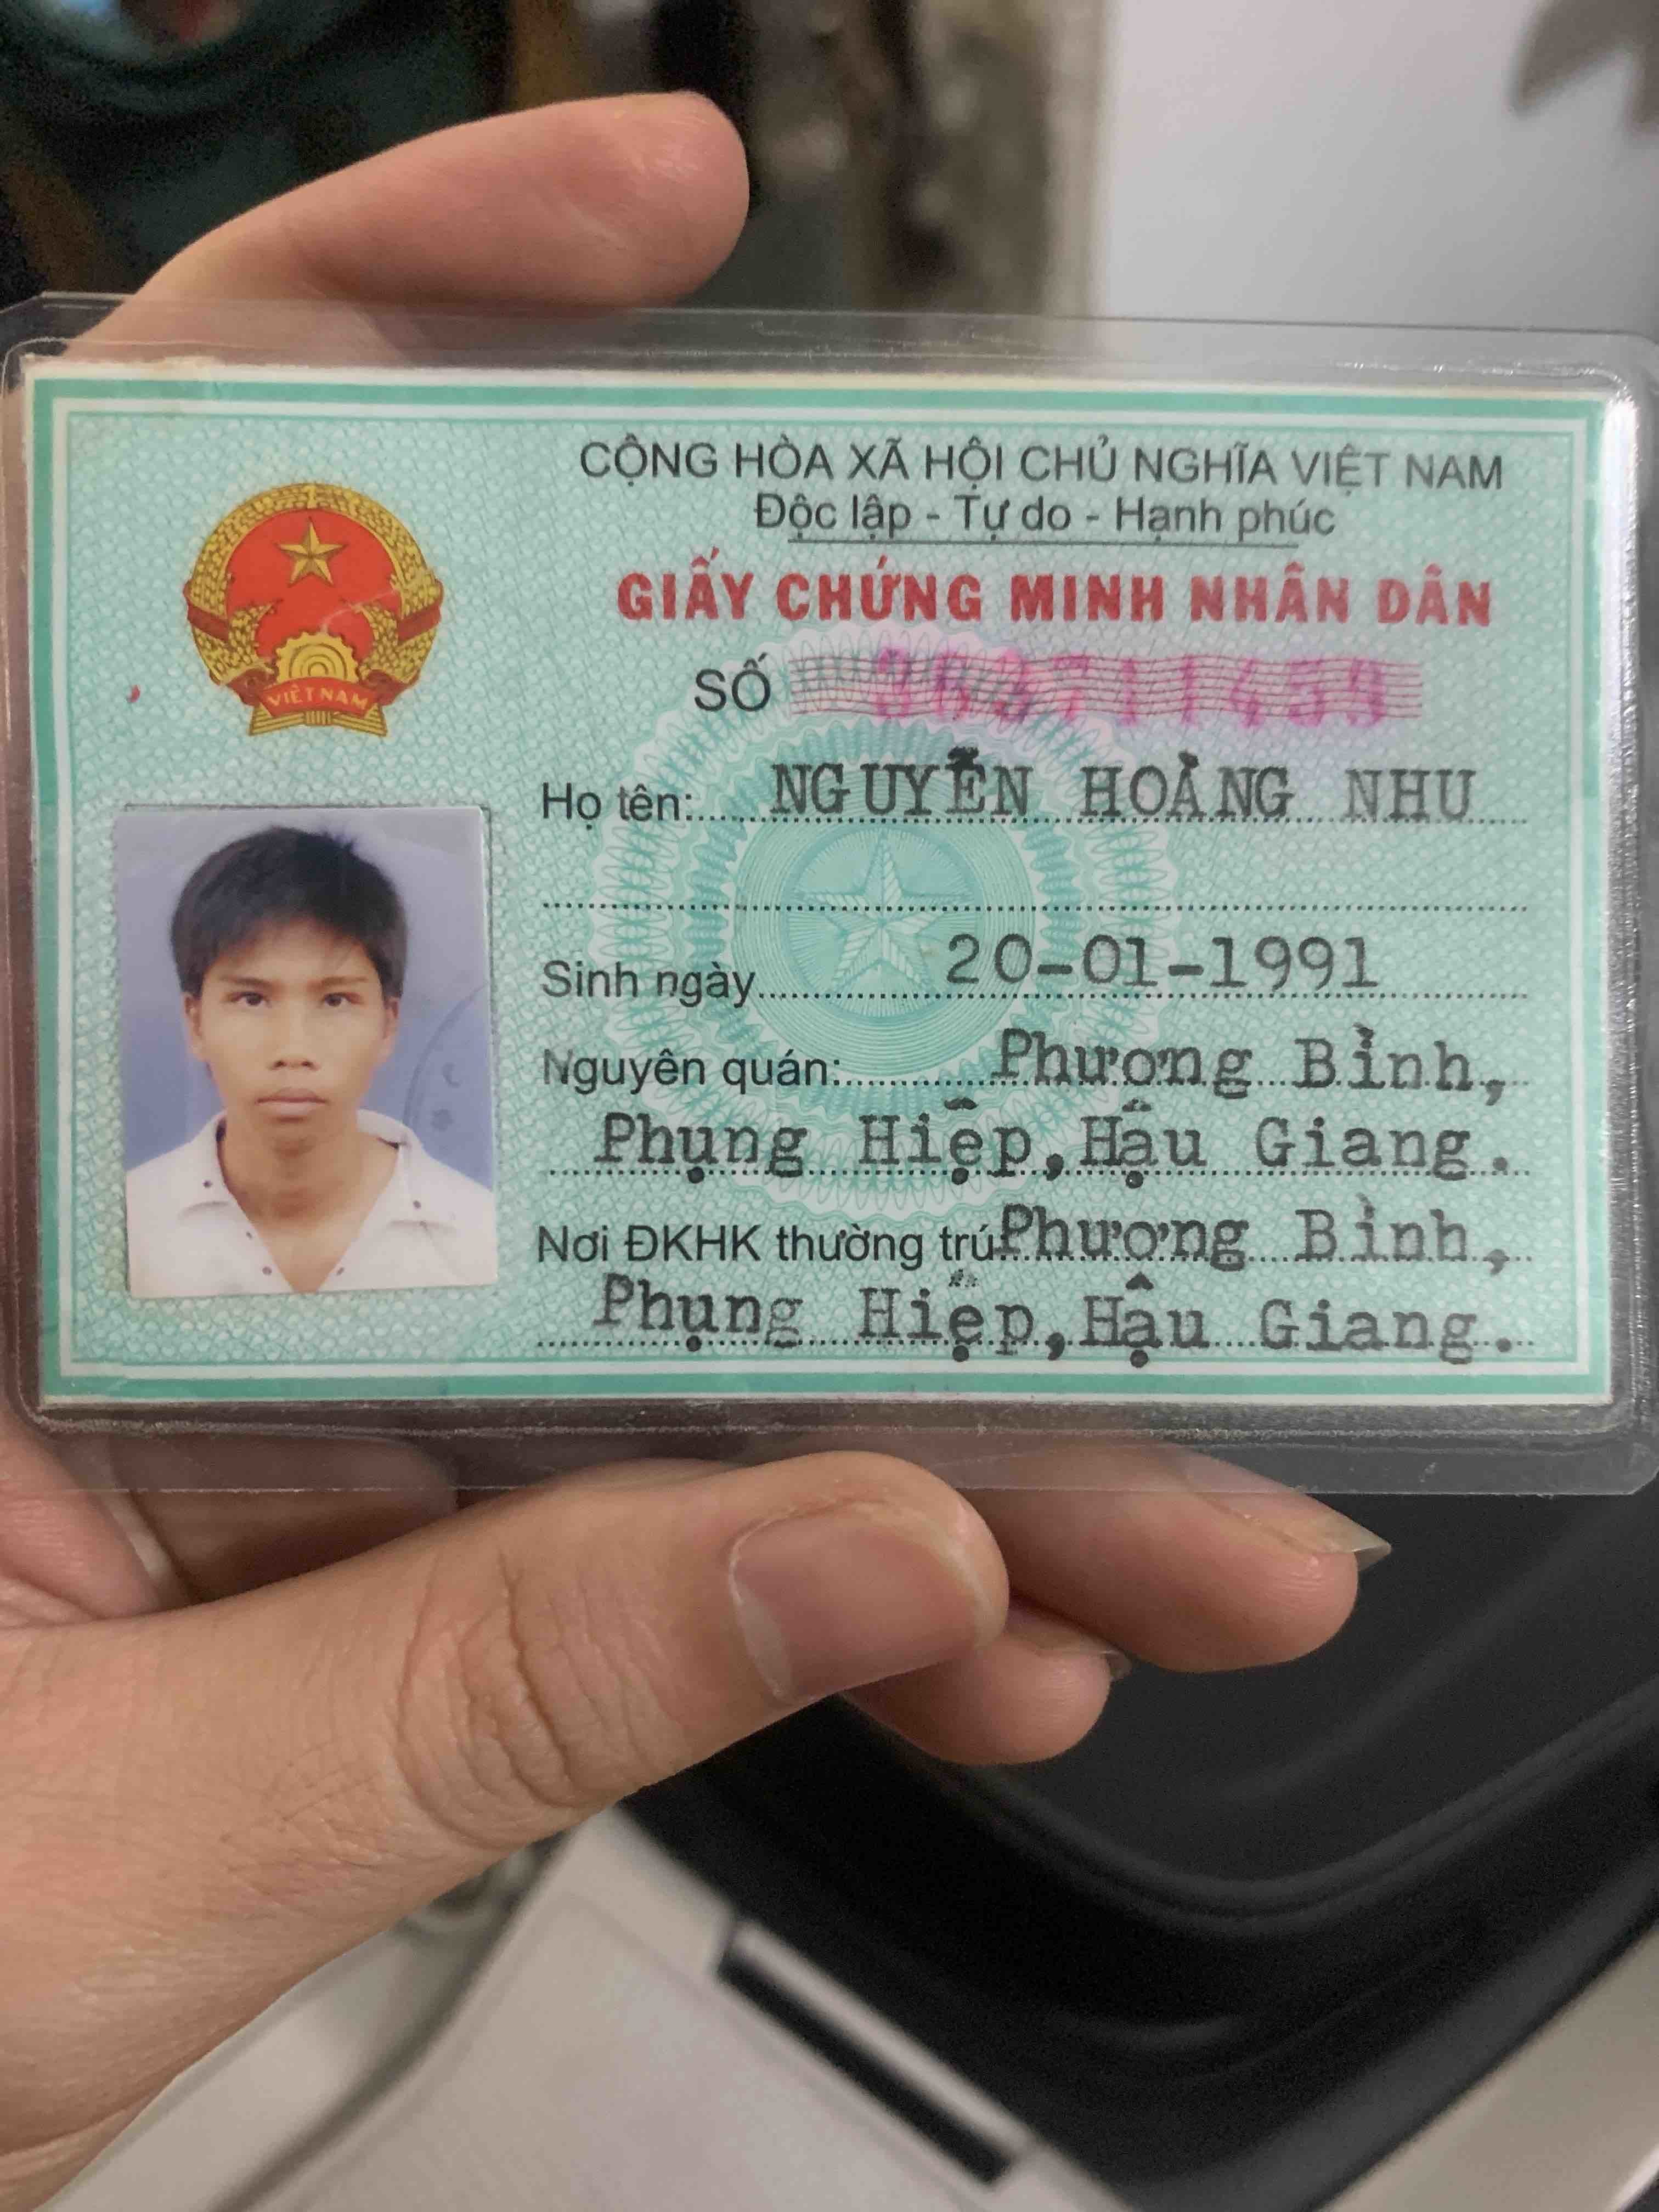 CỘNG HÒA XÃ HỘI CHỦ NGHĨA VIỆT NAM
Độc lập - Tự do - Hạnh phúc
GIẤY CHỨNG MINH NHÂN DÂN
SỐ
VIỆT NAM
Họ tên: NGUYỄN HOÀNG NHU
Sinh ngày 20-01-1991
Nguyên quán: Phương Bình,
Phụng Hiệp, Hậu Giang.
Nơi ĐKHK thường trú: Phương Bình,
Phụng Hiệp, Hậu Giang.